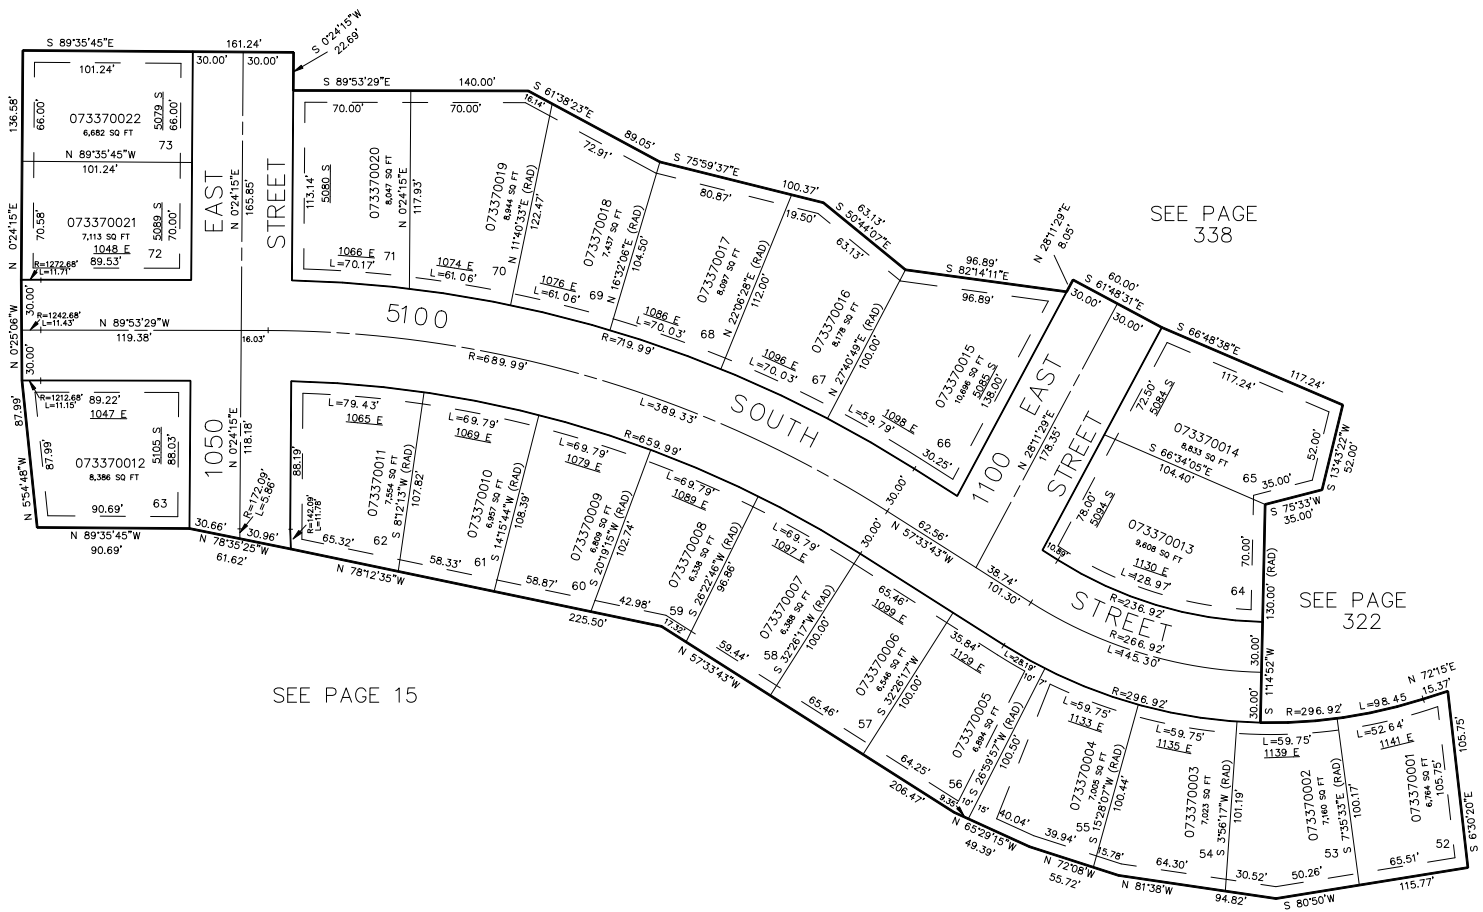 S 89°35'45"E
161.24'
S 0°24'15"W
22.69'
101.24'
30.00'
30.00'
136.58'
66.00'
073370022
6,682 SQ FT
5079 S
66.00'
73
N 89°35'45"W
101.24'
N 0°24'15"E
70.58'
073370021
7,113 SQ FT
1048 E
89.53'
5089 S
70.00'
72
EAST
STREET
N 0°24'15"E
165.85'
R=1272.68'
L=11.71'
N 0°25'06"W
30.00'
30.00'
R=1242.68'
L=11.43'
N 89°53'29"W
119.38'
16.03'
R=1212.68'
L=11.15'
87.99'
N 5°54'48"W
87.99'
89.22'
1047 E
073370012
8,386 SQ FT
5105 S
88.03'
90.69'
63
N 89°35'45"W
90.69'
1050
N 0°24'15"E
118.18'
R=172.09'
L=5.86'
30.66'
30.96'
N 78°35'25"W
61.62'
S 89°53'29"E
140.00'
70.00'
70.00'
113.14'
5080 S
073370020
8,047 SQ FT
N 0°24'15"E
117.93'
1066 E
L=70.17'
71
S 61°38'23"E
89.05'
16.14'
72.91'
073370019
8,944 SQ FT
N 11°40'33"E (RAD)
122.47'
1074 E
L=61.06'
70
073370018
7,437 SQ FT
N 16°32'06"E (RAD)
104.50'
1076 E
L=61.06'
69
S 75°59'37"E
100.37'
80.87'
19.50'
073370017
8,097 SQ FT
N 22°06'28"E (RAD)
112.00'
1086 E
L=70.03'
68
S 50°44'07"E
63.13'
63.13'
073370016
8,178 SQ FT
N 27°40'49"E (RAD)
100.00'
1096 E
L=70.03'
67
96.89'
S 82°14'11"E
96.89'
N 28°11'29"E
8.05'
073370015
10,696 SQ FT
5085 S
138.00'
1098 E
L=59.79'
66
30.25'
SEE PAGE
338
60.00'
S 61°48'31"E
30.00'
30.00'
S 66°48'38"E
117.24'
117.24'
72.50'
5084 S
073370014
8,833 SQ FT
S 66°34'05"E
104.40'
52.00'
S 13°43'22"W
52.00'
65
35.00'
S 75°33'W
35.00'
EAST
1100
STREET
N 28°11'29"E
178.35'
78.00'
5094 S
10.89'
073370013
9,608 SQ FT
1130 E
L=128.97'
64
70.00'
130.00' (RAD)
S 1°14'52"W
30.00'
30.00'
R=236.92'
R=266.92'
L=145.30'
SEE PAGE
322
5100
SOUTH
STREET
R=719.99'
R=689.99'
L=389.33'
R=659.99'
30.00'
30.00'
62.56'
N 57°33'43"W
38.74'
101.30'
88.19'
R=142.09'
L=11.78'
65.32'
L=79.43'
1065 E
073370011
7,554 SQ FT
62
S 8°12'13"W (RAD)
107.82'
N 78°12'35"W
225.50'
L=69.79'
1069 E
073370010
6,957 SQ FT
61
58.33'
S 14°15'44"W (RAD)
108.39'
L=69.79'
1079 E
073370009
6,809 SQ FT
60
58.87'
S 20°19'15"W (RAD)
102.74'
L=69.79'
1089 E
073370008
6,338 SQ FT
59
42.98'
17.32'
S 26°22'46"W (RAD)
96.86'
L=69.79'
1097 E
073370007
6,388 SQ FT
58
59.44'
N 57°33'43"W
S 32°26'17"W (RAD)
100.00'
65.46'
1099 E
073370006
6,546 SQ FT
57
65.46'
S 32°26'17"W
100.00'
35.84'
1129 E
L=28.19'
10'
7'
073370005
6,894 SQ FT
56
64.25'
206.47'
9.35'
10'
15'
S 26°59'57"W (RAD)
100.50'
N 65°29'15"W
49.39'
L=59.75'
1133 E
073370004
7,005 SQ FT
55
40.04'
39.94'
15.78'
S 15°28'07"W (RAD)
100.44'
N 72°08'W
55.72'
R=296.92'
L=59.75'
1135 E
073370003
7,023 SQ FT
54
64.30'
30.52'
S 3°56'17"W (RAD)
101.19'
N 81°38'W
94.82'
R=296.92'
L=98.45
L=59.75'
1139 E
073370002
7,160 SQ FT
53
50.26'
S 7°35'33"E (RAD)
100.17'
S 80°50'W
115.77'
N 72°15'E
15.37'
L=52.64'
1141 E
073370001
6,764 SQ FT
105.75'
105.75'
S 6°30'20"E
52
65.51'
SEE PAGE 15